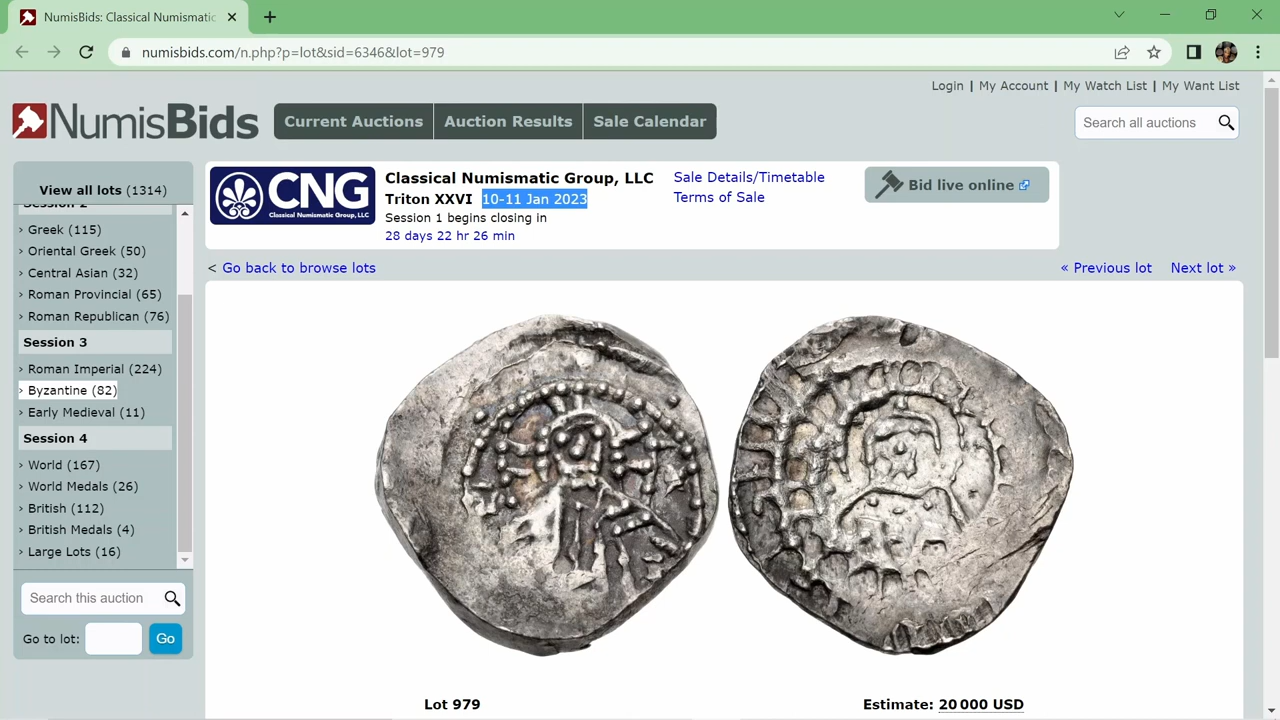 NumisBids: Classical Numismatic
numisbids.com/n.php?p=lot&sid=6346&lot=979
Login | My Account | My Watch List | My Want List
NumisBids
Current Auctions
Auction Results
Sale Calendar
Search all auctions
View all lots (1314)
Session 2
› Greek (115)
› Oriental Greek (50)
› Central Asian (32)
› Roman Provincial (65)
› Roman Republican (76)
Session 3
› Roman Imperial (224)
› Byzantine (82)
› Early Medieval (11)
Session 4
› World (167)
› World Medals (26)
› British (112)
› British Medals (4)
› Large Lots (16)
Search this auction
Go to lot:
Go
CNG
Classical Numismatic Group, LLC
Classical Numismatic Group, LLC
Triton XXVI 10-11 Jan 2023
Session 1 begins closing in
28 days 22 hr 26 min
Sale Details/Timetable
Terms of Sale
Bid live online
< Go back to browse lots
« Previous lot
Next lot »
Lot 979
Estimate: 20 000 USD